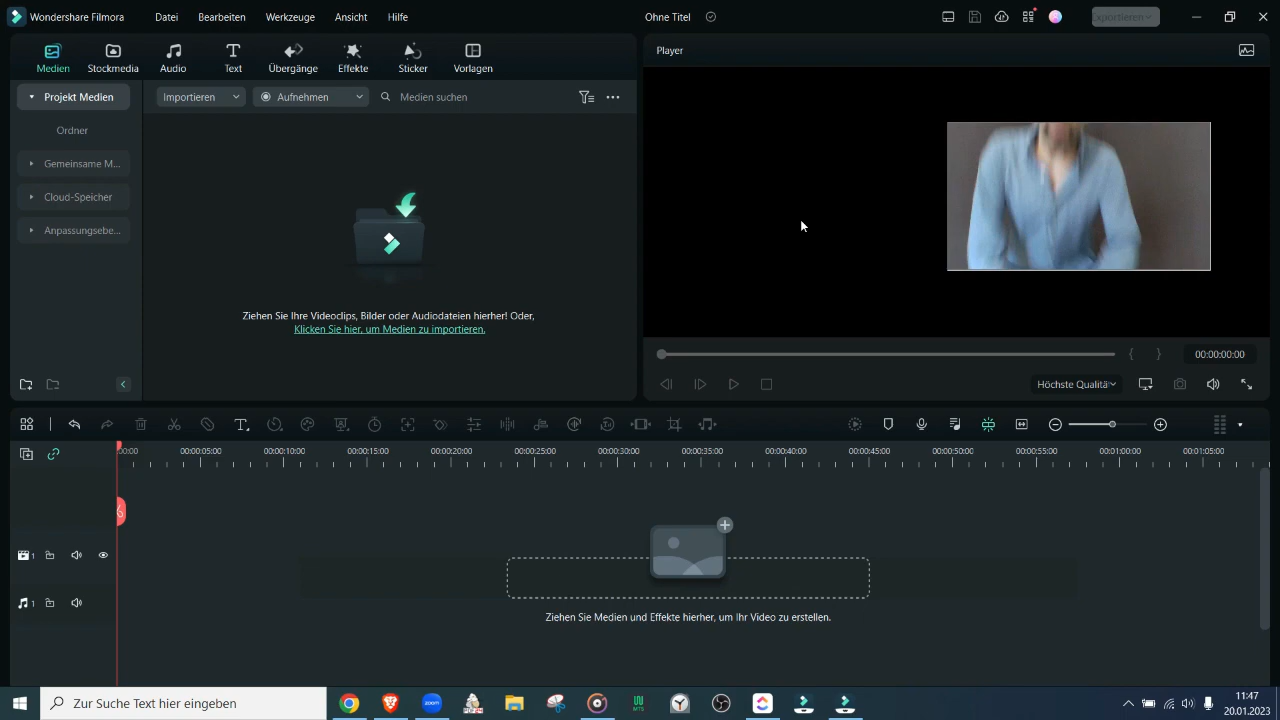 Wondershare Filmora
Datei
Bearbeiten
Werkzeuge
Ansicht
Hilfe
Ohne Titel
Exportieren
Medien
Stockmedia
Audio
Text
Übergänge
Effekte
Sticker
Vorlagen
Player
Projekt Medien
Importieren
Aufnehmen
Medien suchen
Ordner
Gemeinsame M...
Cloud-Speicher
Anpassungsebe...
Ziehen Sie Ihre Videoclips, Bilder oder Audiodateien hierher! Oder,
Klicken Sie hier, um Medien zu importieren.
00:00:00:00
Höchste Qualität
:00:00
00:00:05:00
00:00:10:00
00:00:15:00
00:00:20:00
00:00:25:00
00:00:30:00
00:00:35:00
00:00:40:00
00:00:45:00
00:00:50:00
00:00:55:00
00:01:00:00
00:01:05:00
1
1
Ziehen Sie Medien und Effekte hierher, um Ihr Video zu erstellen.
Zur Suche Text hier eingeben
zoom
MTS
11:47
20.01.2023